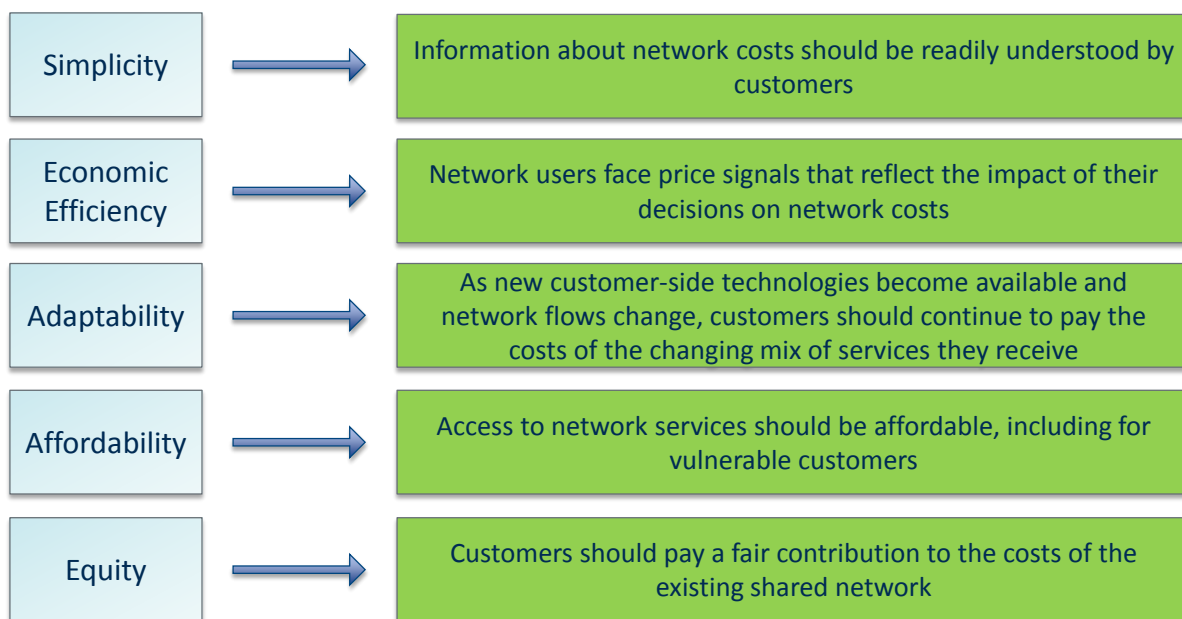 Simplicity
Information about network costs should be readily understood by
customers
Economic
Efficiency
Network users face price signals that reflect the impact of their
decisions on network costs
Adaptability
As new customer-side technologies become available and
network flows change, customers should continue to pay the
costs of the changing mix of services they receive
Affordability
Access to network services should be affordable, including for
vulnerable customers
Equity
Customers should pay a fair contribution to the costs of the
existing shared network